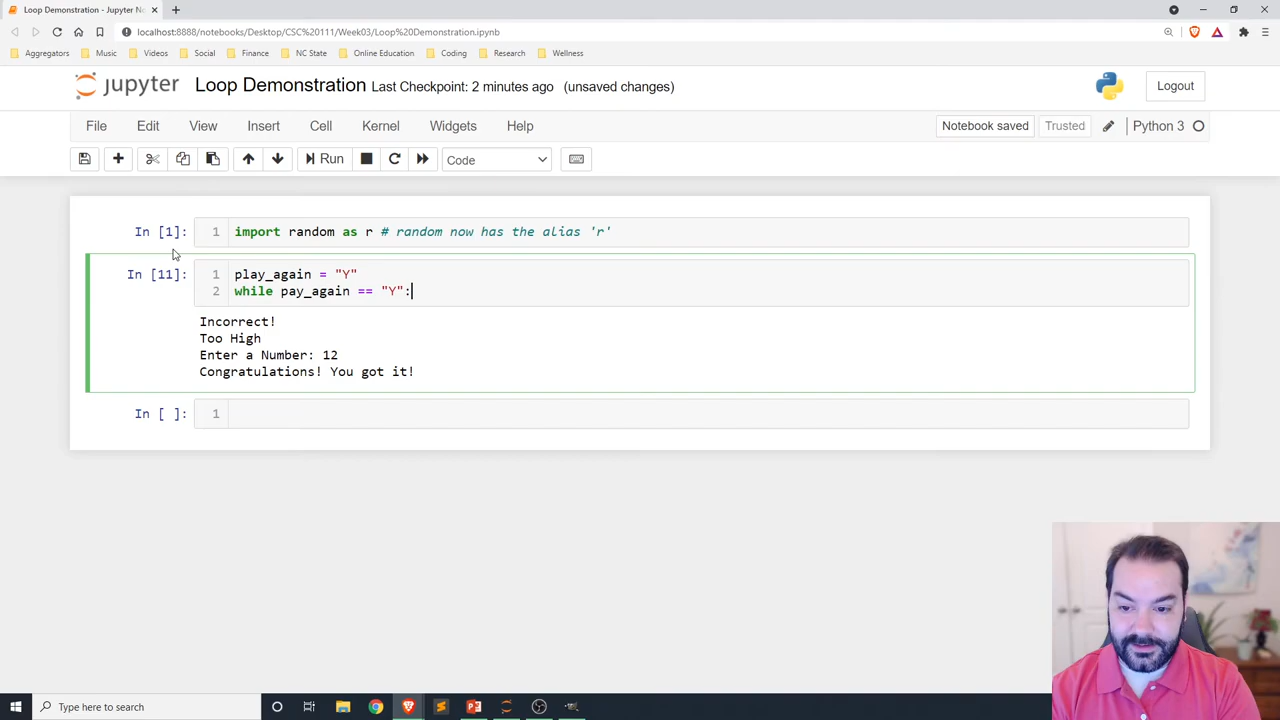 Loop Demonstration - Jupyter No
localhost:8888/notebooks/Desktop/CSC%20111/Week03/Loop%20Demonstration.ipynb
Aggregators Music Videos Social Finance NC State Online Education Coding Research Wellness
jupyter Loop Demonstration Last Checkpoint: 2 minutes ago (unsaved changes) Logout
File Edit View Insert Cell Kernel Widgets Help Notebook saved Trusted Python 3
Run Code
In [1]: 1 import random as r # random now has the alias 'r'
In [11]: 1 play_again = "Y"
2 while pay_again == "Y":
Incorrect!
Too High
Enter a Number: 12
Congratulations! You got it!
In [ ]: 1
Type here to search